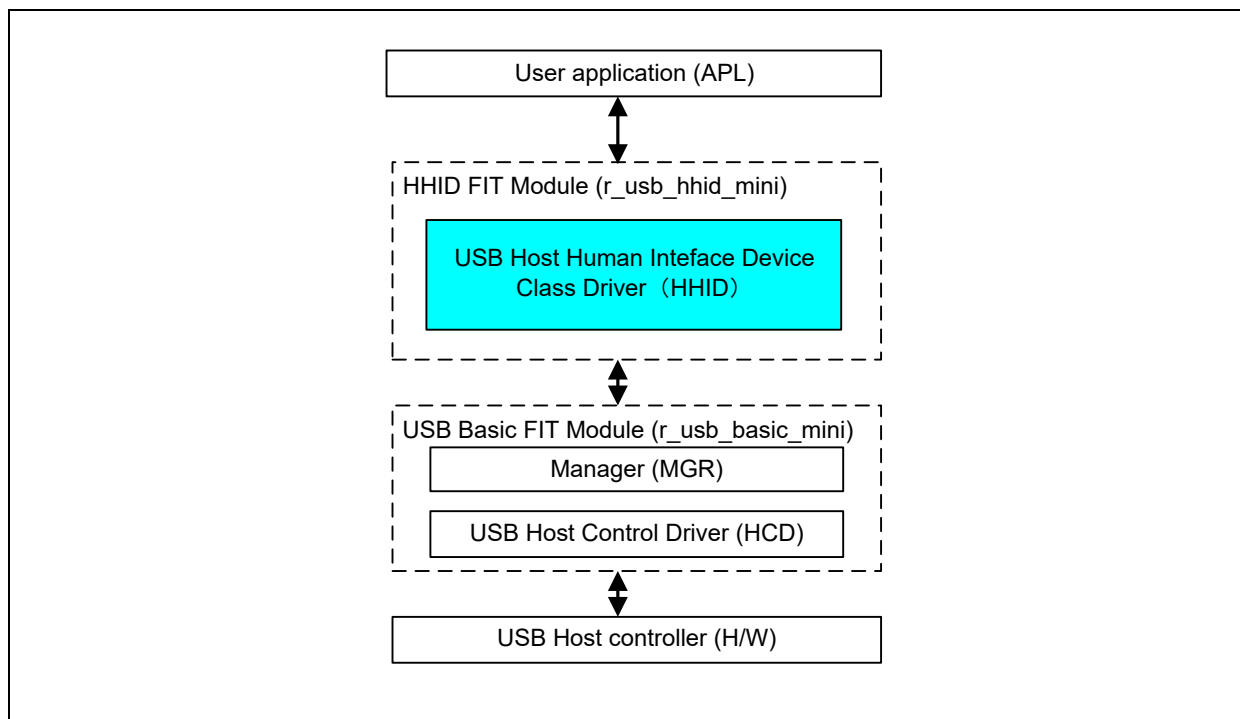 User application (APL)
HHID FIT Module (r_usb_hhid_mini)
USB Host Human Inteface Device
Class Driver（HHID）
USB Basic FIT Module (r_usb_basic_mini)
Manager (MGR)
USB Host Control Driver (HCD)
USB Host controller (H/W)